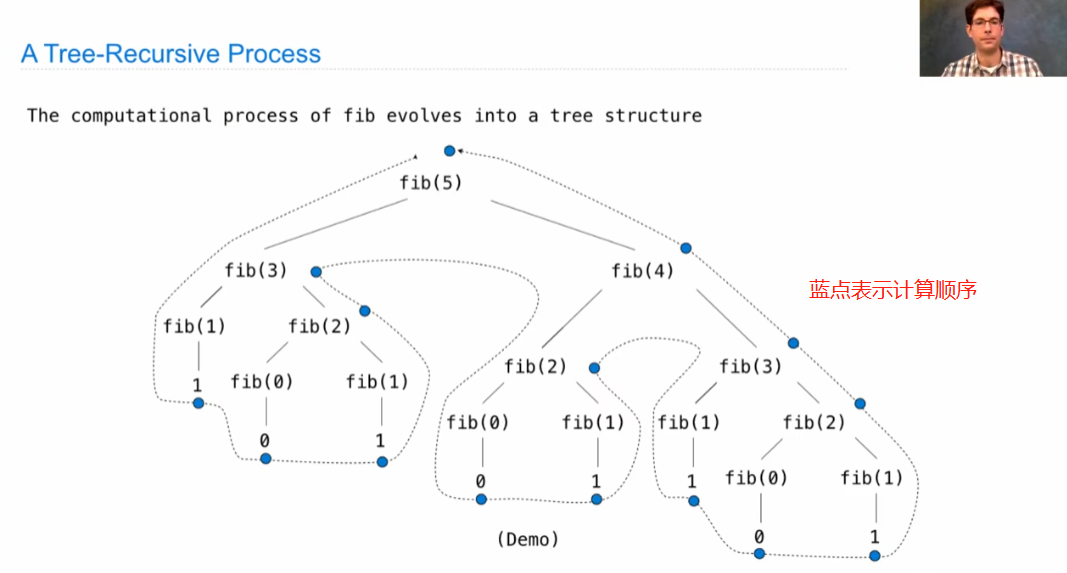 A Tree-Recursive Process
The computational process of fib evolves into a tree structure
fib(5)
fib(3) fib(4)
蓝点表示计算顺序
fib(1) fib(2)
fib(2) fib(3)
1 fib(0) fib(1)
fib(0) fib(1) fib(1) fib(2)
0 1
0 1 1 fib(0) fib(1)
(Demo) 0 1